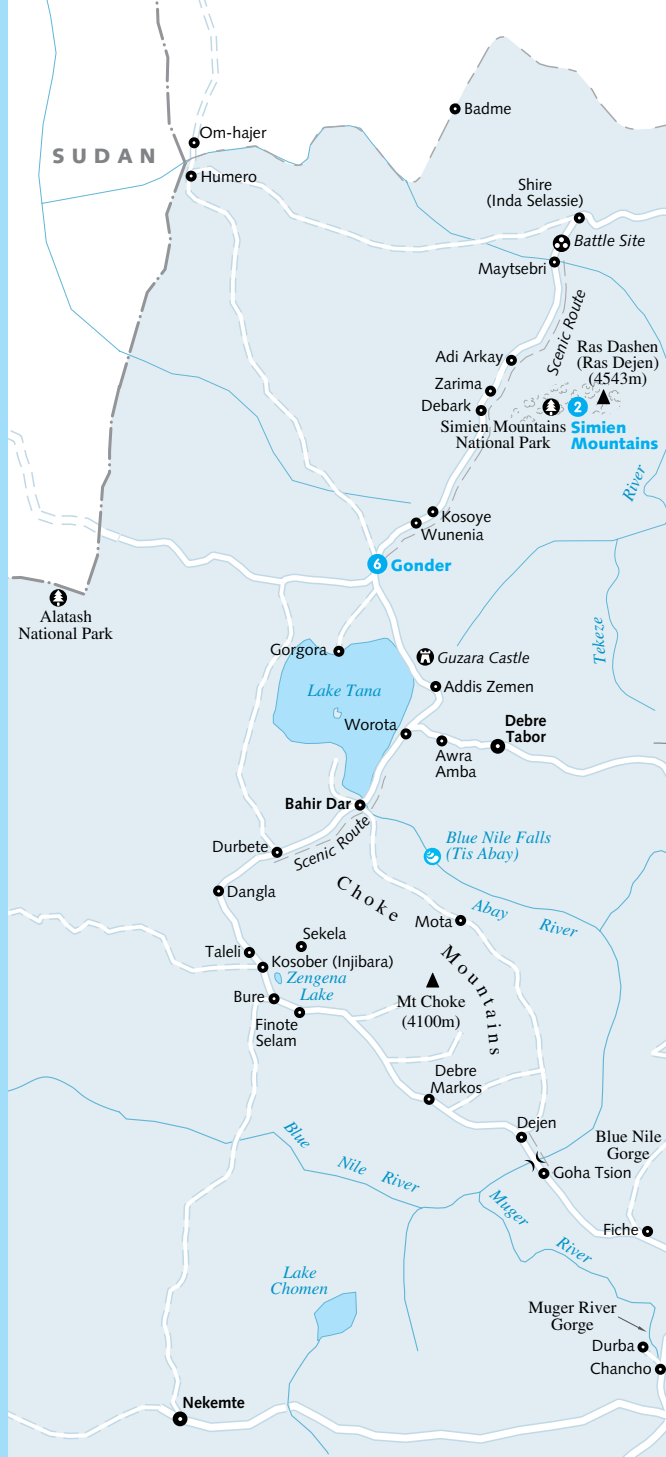 Badme
Om-hajer
SUDAN
Humero
Shire
(Inda Selassie)
Battle Site
Maytsebri
Scenic Route
Ras Dashen
(Ras Dejen)
(4543m)
Adi Arkay
Zarima
Debark
2
Simien Mountains
National Park
Simien
Mountains
River
Kosoye
Wunenia
6 Gonder
Alatash
National Park
Tekeze
Gorgora
Guzara Castle
Lake Tana
Addis Zemen
Worota
Debre
Tabor
Awra
Amba
Bahir Dar
Scenic Route
Blue Nile Falls
(Tis Abay)
Durbete
Dangla
Choke
Mountains
Abay River
Mota
Sekela
Taleli
Kosober (Injibara)
Zengena
Lake
Bure
Finote
Selam
Mt Choke
(4100m)
Debre
Markos
Dejen
Blue Nile
Gorge
Blue Nile River
Goha Tsion
Muger River
Fiche
Lake
Chomen
Muger River
Gorge
Durba
Chancho
Nekemte